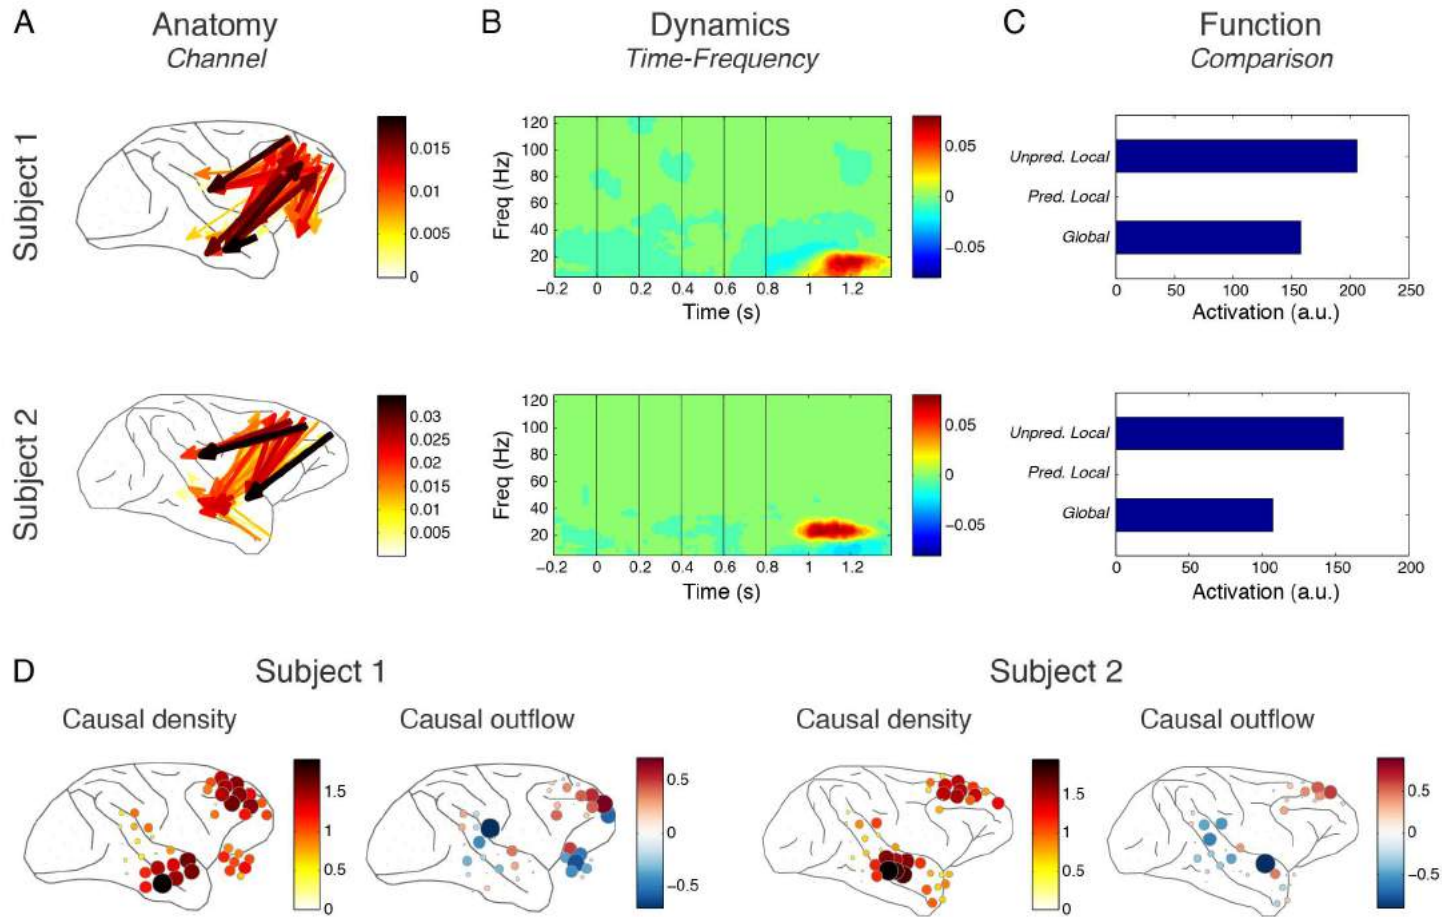 A
Anatomy
Channel
B
Dynamics
Time-Frequency
C
Function
Comparison
Subject 1
0.015
0.01
0.005
0
Freq (Hz)
120
100
80
60
40
20
-0.2 0 0.2 0.4 0.6 0.8 1 1.2
Time (s)
0.05
0
-0.05
Unpred. Local
Pred. Local
Global
0 50 100 150 200 250
Activation (a.u.)
Subject 2
0.03
0.025
0.02
0.015
0.01
0.005
Freq (Hz)
120
100
80
60
40
20
-0.2 0 0.2 0.4 0.6 0.8 1 1.2
Time (s)
0.05
0
-0.05
Unpred. Local
Pred. Local
Global
0 50 100 150 200
Activation (a.u.)
D
Subject 1
Causal density
1.5
1
0.5
0
Causal outflow
0.5
0
-0.5
Subject 2
Causal density
1.5
1
0.5
0
Causal outflow
0.5
0
-0.5